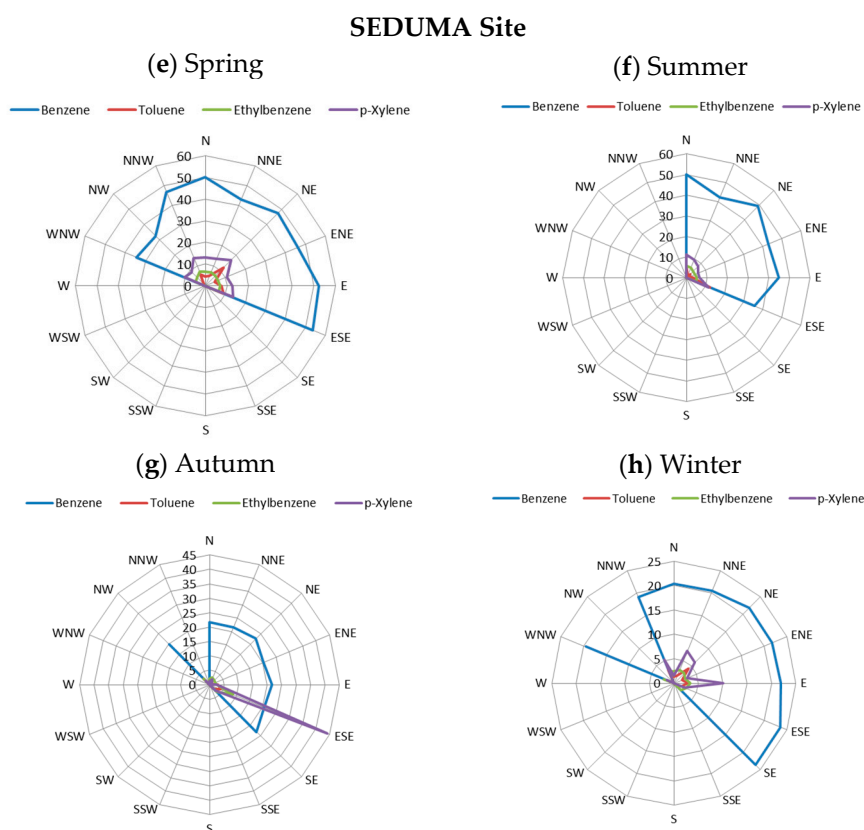 SEDUMA Site
(e) Spring
Benzene Toluene Ethylbenzene p-Xylene
N
NNE
NE
ENE
E
ESE
SE
SSE
S
SSW
SW
WSW
W
WNW
NW
NNW
60
50
40
30
20
10
0
(f) Summer
Benzene Toluene Ethylbenzene p-Xylene
N
NNE
NE
ENE
E
ESE
SE
SSE
S
SSW
SW
WSW
W
WNW
NW
NNW
60
50
40
30
20
10
0
(g) Autumn
Benzene Toluene Ethylbenzene p-Xylene
N
NNE
NE
ENE
E
ESE
SE
SSE
S
SSW
SW
WSW
W
WNW
NW
NNW
45
40
35
30
25
20
15
10
5
0
(h) Winter
Benzene Toluene Ethylbenzene p-Xylene
N
NNE
NE
ENE
E
ESE
SE
SSE
S
SSW
SW
WSW
W
WNW
NW
NNW
25
20
15
10
5
0